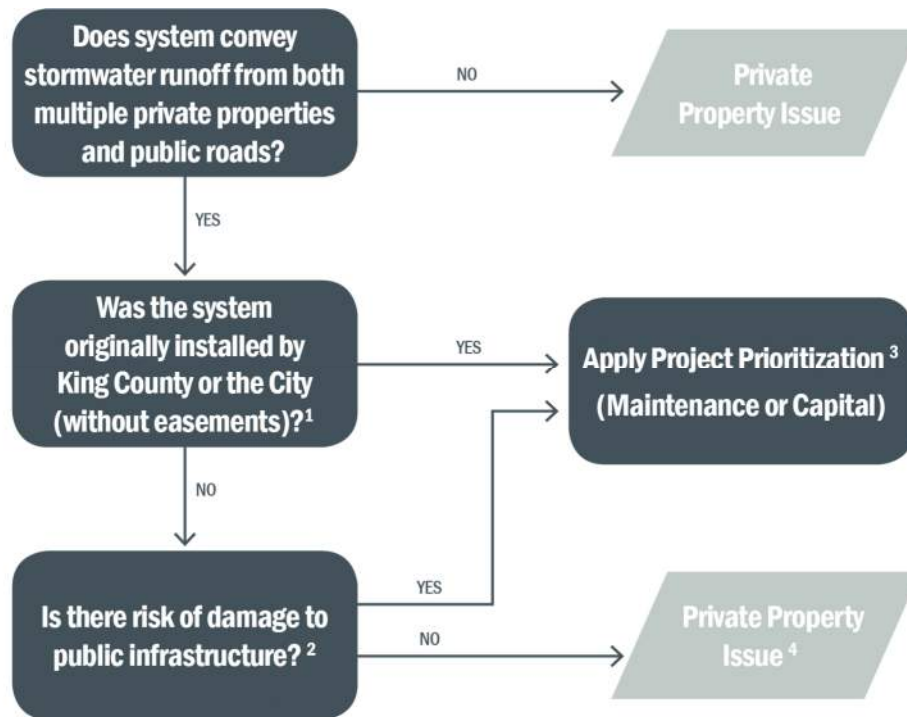 Does system convey
stormwater runoff from both
multiple private properties
and public roads?
NO
Private
Property Issue
YES
Was the system
originally installed by
King County or the City
(without easements)?¹
YES
Apply Project Prioritization ³
(Maintenance or Capital)
NO
Is there risk of damage to
public infrastructure? ²
YES
NO
Private Property
Issue ⁴